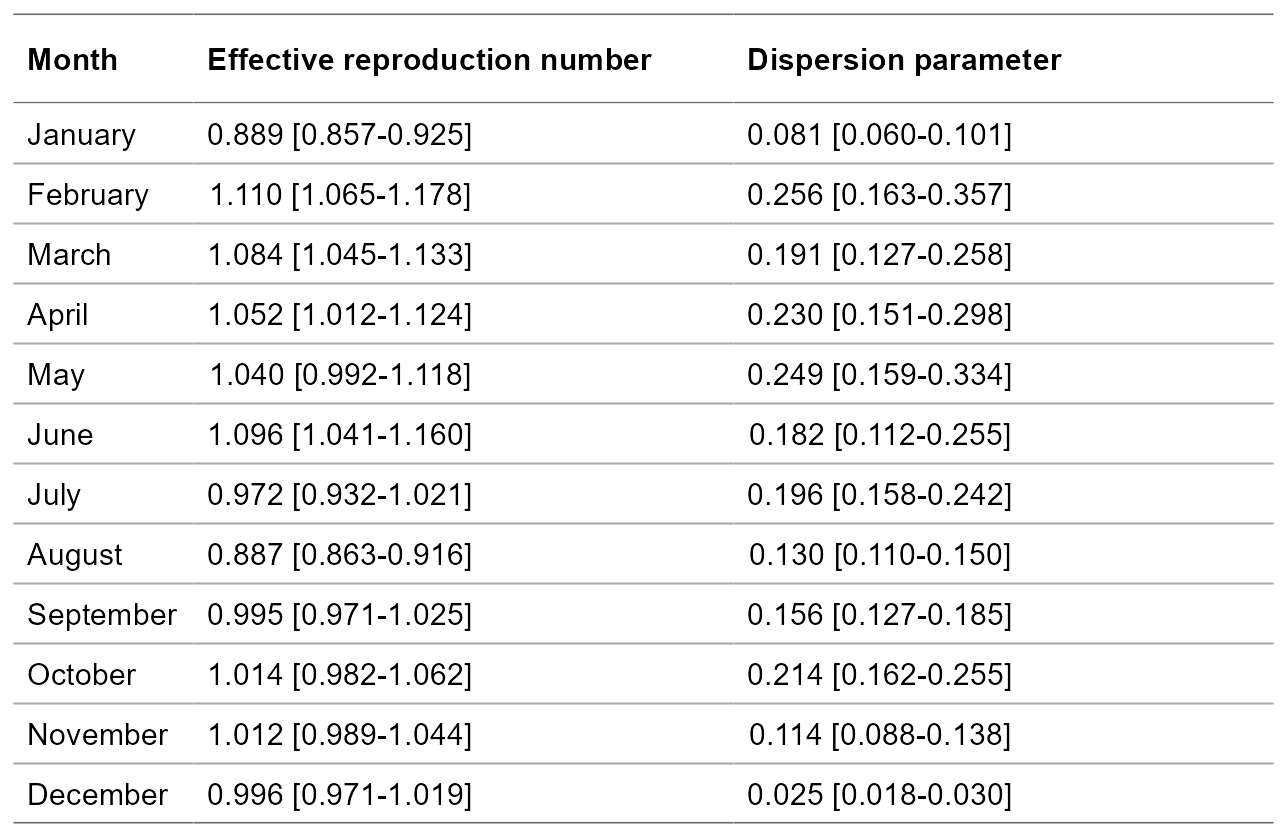 Month Effective reproduction number Dispersion parameter
January 0.889 [0.857-0.925] 0.081 [0.060-0.101]
February 1.110 [1.065-1.178] 0.256 [0.163-0.357]
March 1.084 [1.045-1.133] 0.191 [0.127-0.258]
April 1.052 [1.012-1.124] 0.230 [0.151-0.298]
May 1.040 [0.992-1.118] 0.249 [0.159-0.334]
June 1.096 [1.041-1.160] 0.182 [0.112-0.255]
July 0.972 [0.932-1.021] 0.196 [0.158-0.242]
August 0.887 [0.863-0.916] 0.130 [0.110-0.150]
September 0.995 [0.971-1.025] 0.156 [0.127-0.185]
October 1.014 [0.982-1.062] 0.214 [0.162-0.255]
November 1.012 [0.989-1.044] 0.114 [0.088-0.138]
December 0.996 [0.971-1.019] 0.025 [0.018-0.030]